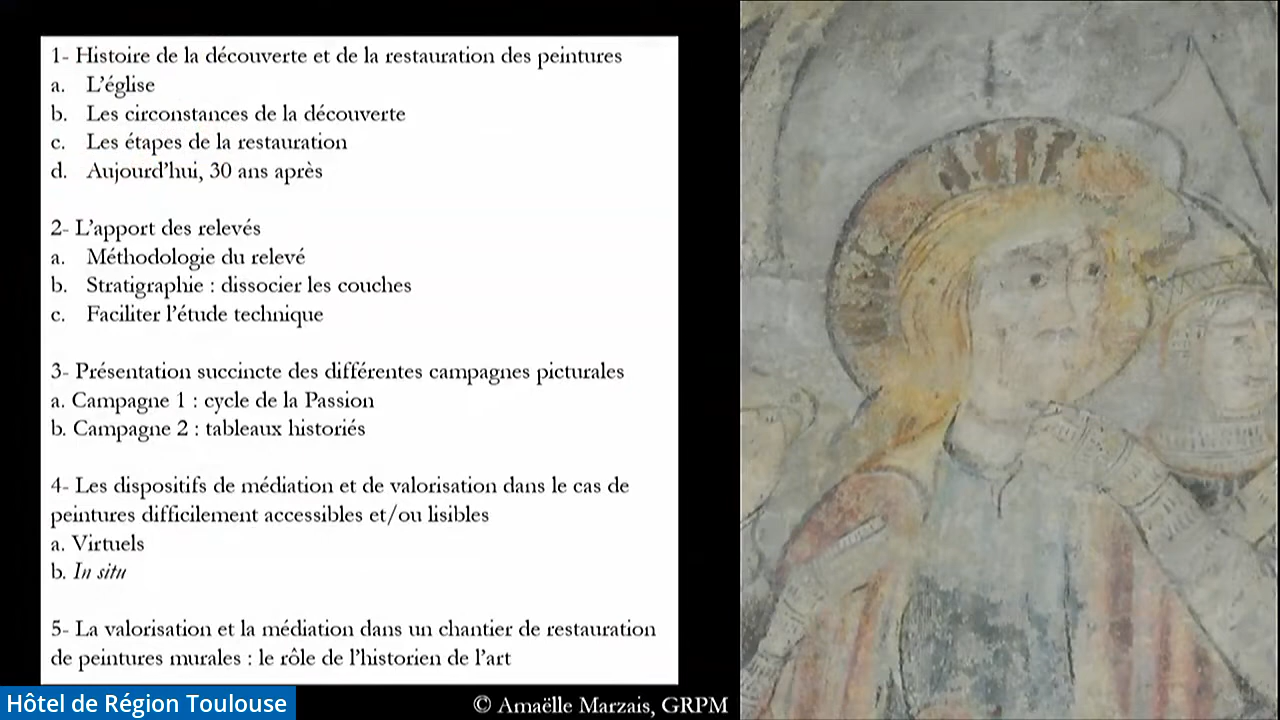 1- Histoire de la découverte et de la restauration des peintures
a. L’église
b. Les circonstances de la découverte
c. Les étapes de la restauration
d. Aujourd’hui, 30 ans après
2- L’apport des relevés
a. Méthodologie du relevé
b. Stratigraphie : dissocier les couches
c. Faciliter l’étude technique
3- Présentation succincte des différentes campagnes picturales
a. Campagne 1 : cycle de la Passion
b. Campagne 2 : tableaux historiés
4- Les dispositifs de médiation et de valorisation dans le cas de
peintures difficilement accessibles et/ou lisibles
a. Virtuels
b. In situ
5- La valorisation et la médiation dans un chantier de restauration
de peintures murales : le rôle de l’historien de l’art
Hôtel de Région Toulouse
© Amaëlle Marzais, GRPM